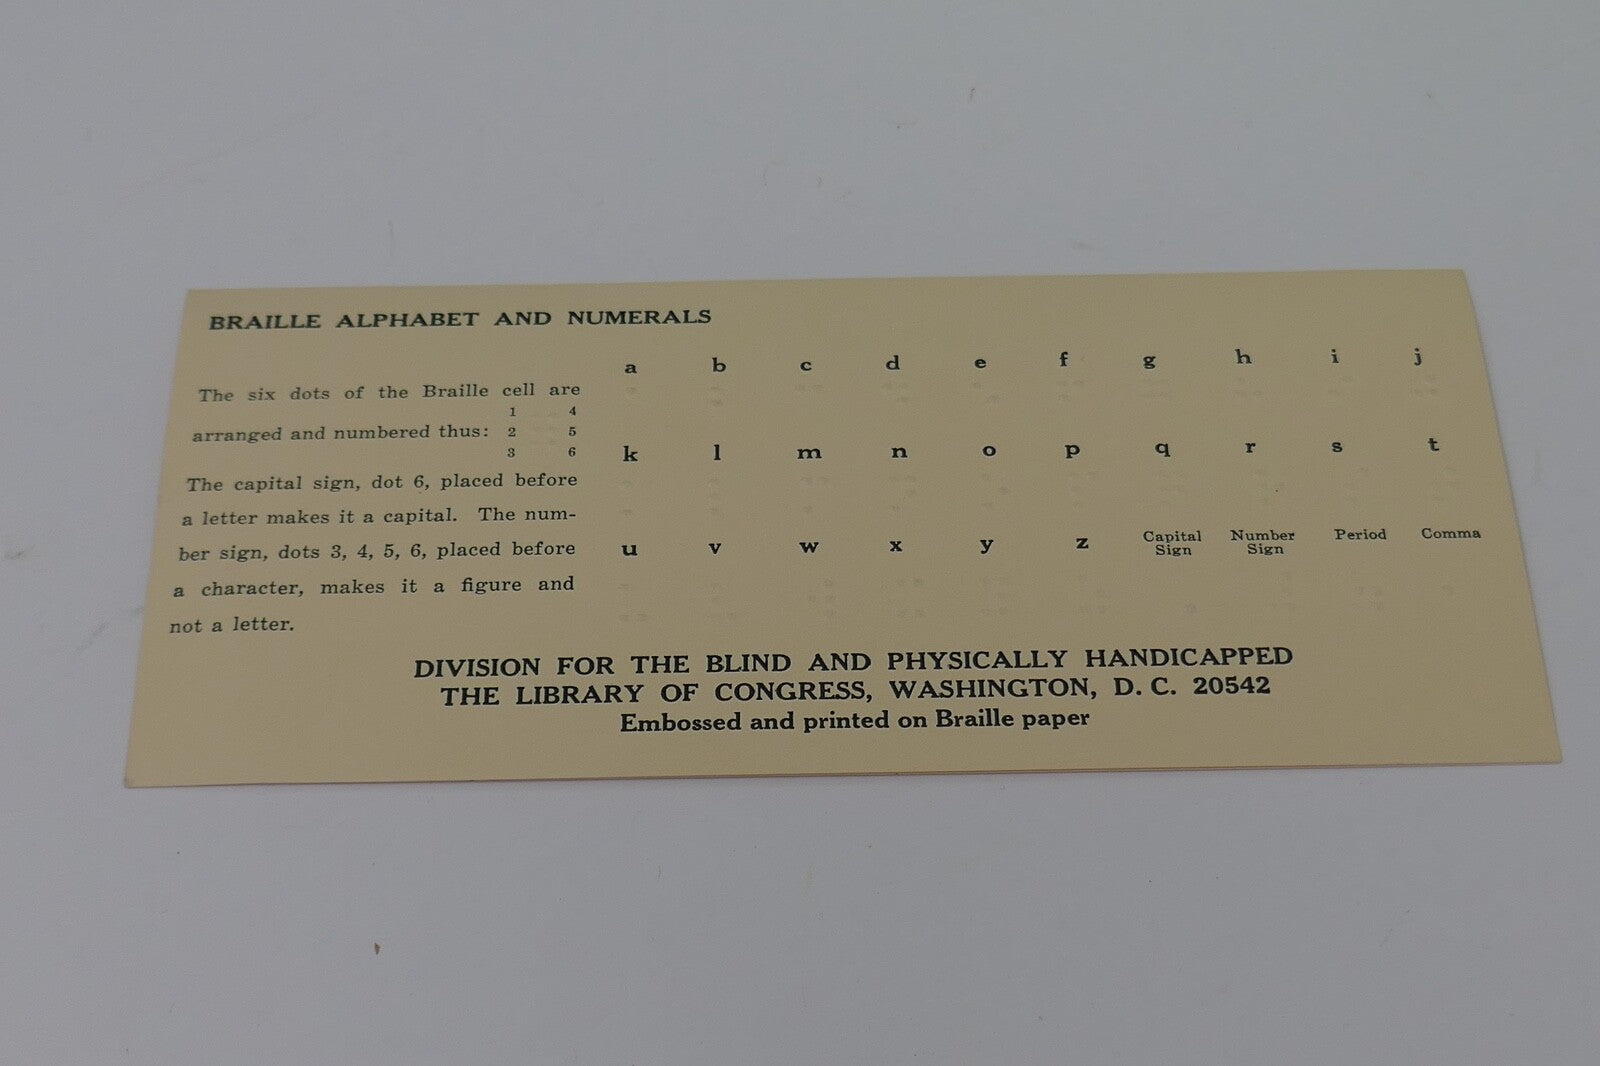 BRAILLE ALPHABET AND NUMERALS
The six dots of the Braille cell are
1 4
arranged and numbered thus: 2 5
3 6
The capital sign, dot 6, placed before
a letter makes it a capital. The num-
ber sign, dots 3, 4, 5, 6, placed before
a character, makes it a figure and
not a letter.
a b c d e f g h i j
k l m n o p q r s t
u v w x y z Capital Sign Number Sign Period Comma
DIVISION FOR THE BLIND AND PHYSICALLY HANDICAPPED
THE LIBRARY OF CONGRESS, WASHINGTON, D. C. 20542
Embossed and printed on Braille paper